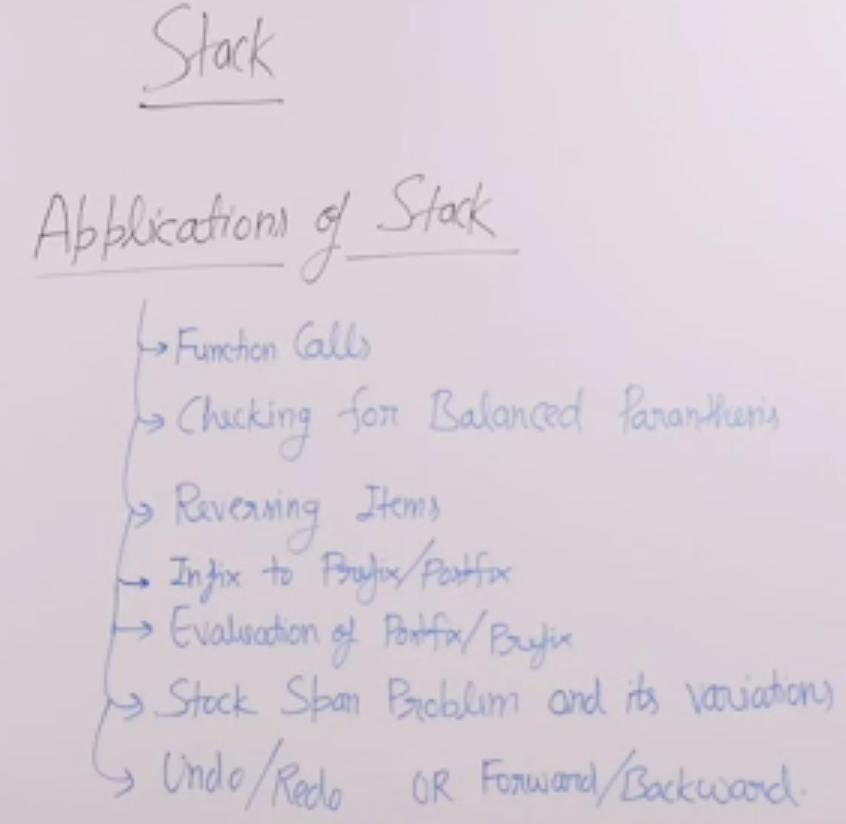 Stack
Applications of Stack
Function Calls
Checking for Balanced Paranthesis
Reversing Items
Infix to Prefix/Postfix
Evaluation of Postfix/Prefix
Stock Span Problem and its variations
Undo/Redo OR Forward/Backward.